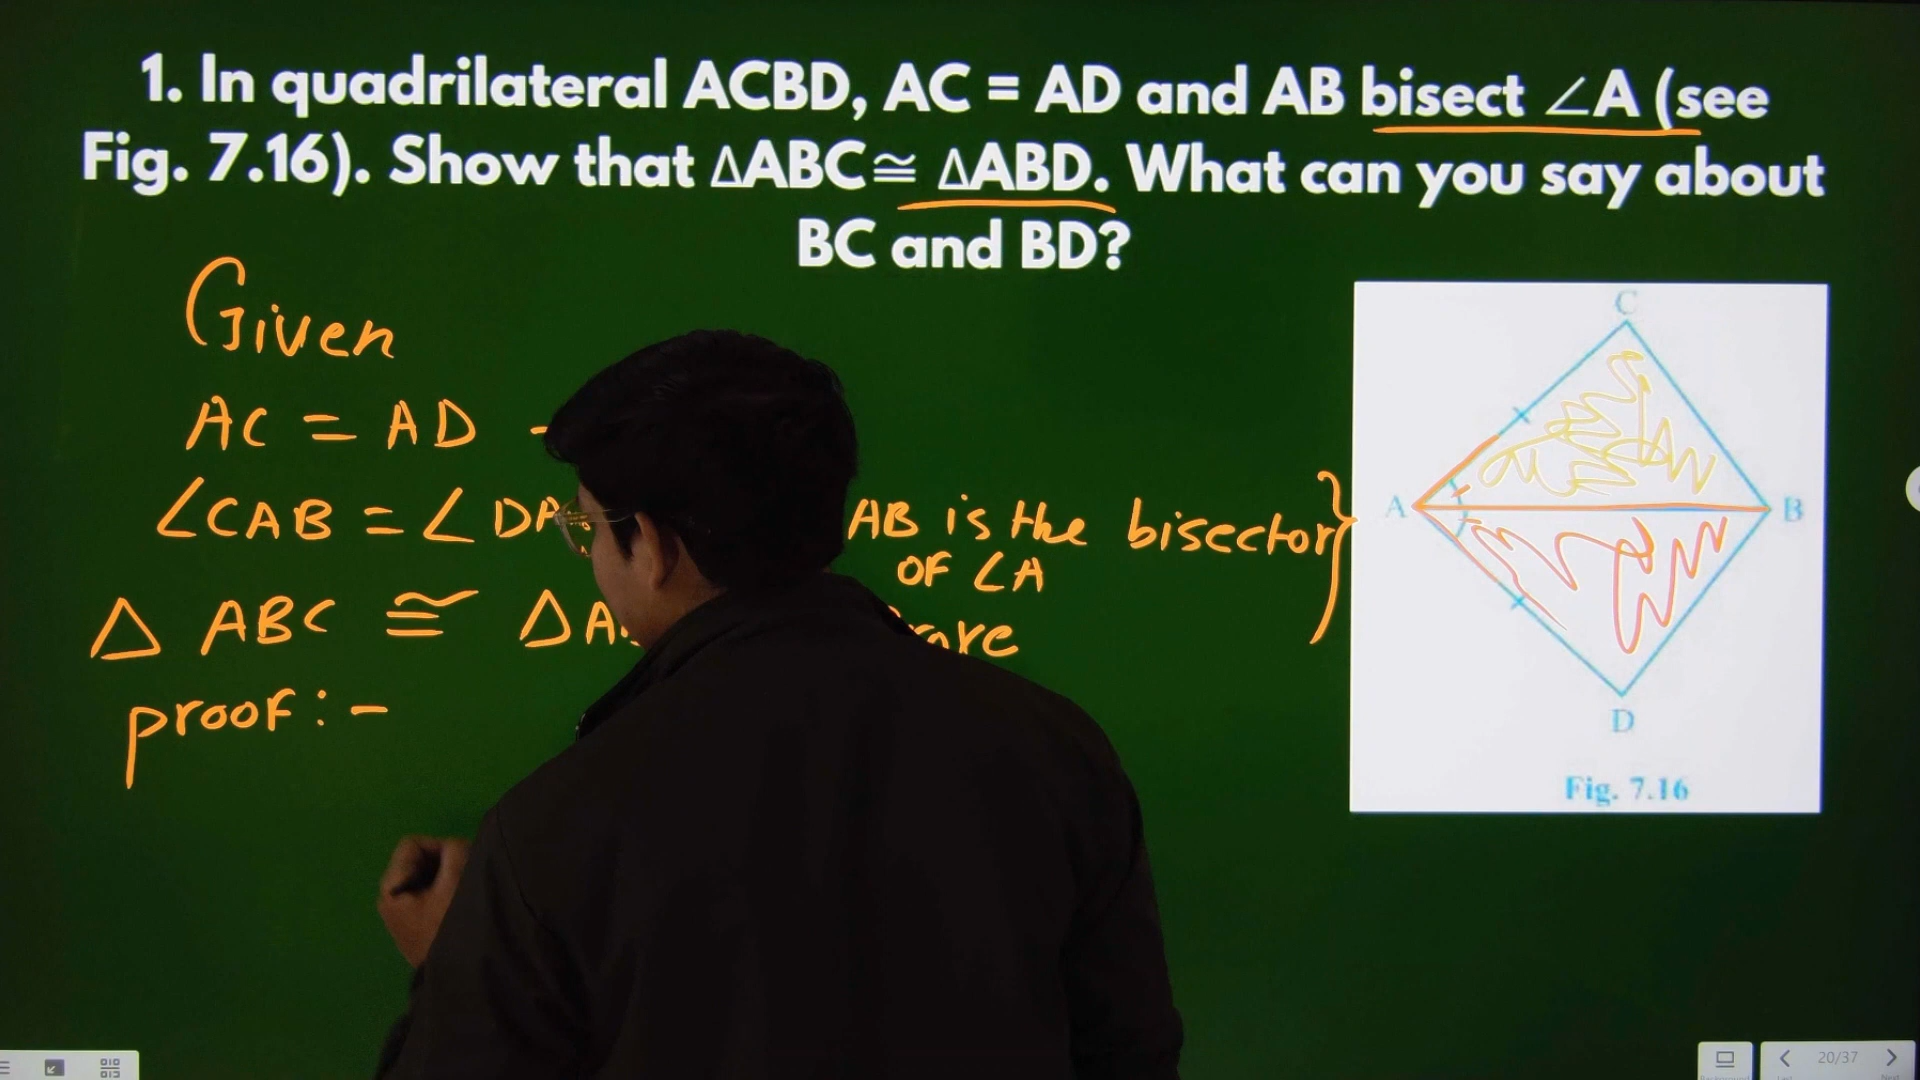 1. In quadrilateral ACBD, AC = AD and AB bisect ∠A (see
Fig. 7.16). Show that ΔABC ≅ ΔABD. What can you say about
BC and BD?
Given
AC = AD -
∠CAB = ∠DA
AB is the bisector
OF ∠A
Δ ABC ≅ ΔA
proof :-
C
A
B
D
Fig. 7.16
20/37